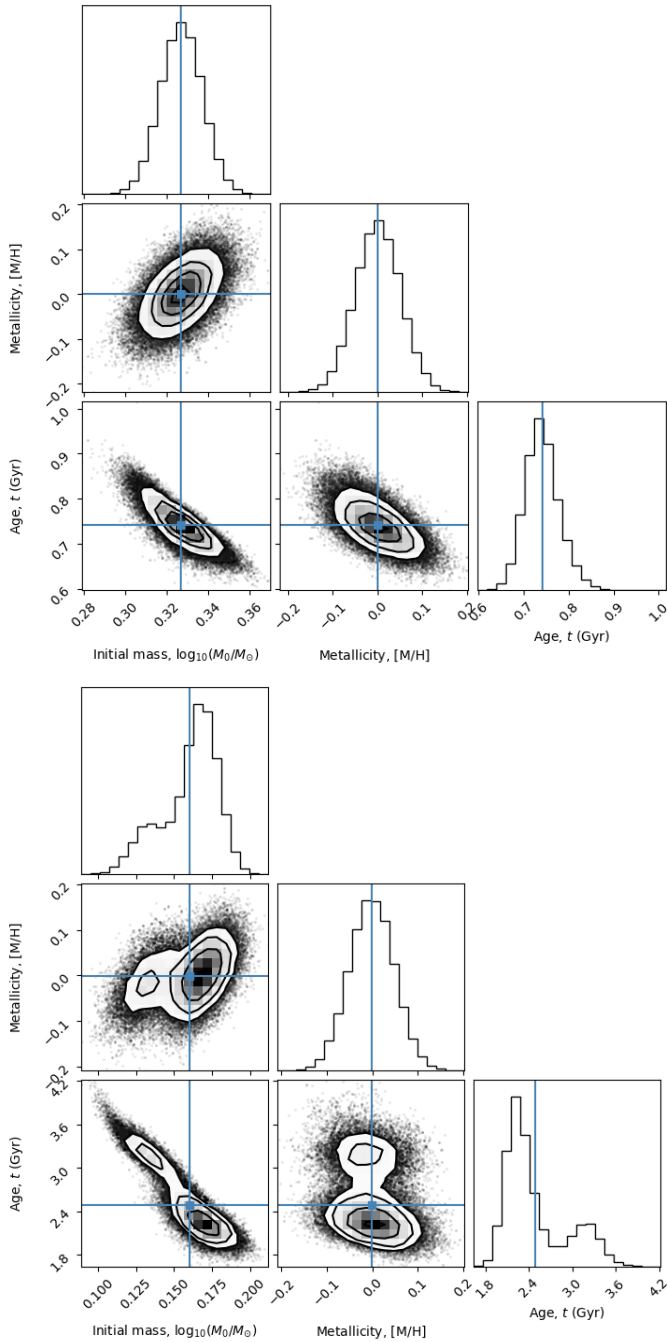 0.2
0.1
0.0
−0.1
−0.2
Metallicity, [M/H]
1.0
0.9
0.8
0.7
0.6
Age, t (Gyr)
0.28 0.30 0.32 0.34 0.36
Initial mass, log₁₀(M₀/M☉)
−0.2 −0.1 0.0 0.1 0.2
Metallicity, [M/H]
0.6 0.7 0.8 0.9 1.0
Age, t (Gyr)
0.2
0.1
0.0
−0.1
−0.2
Metallicity, [M/H]
4.2
3.6
3.0
2.4
1.8
Age, t (Gyr)
0.100 0.125 0.150 0.175 0.200
Initial mass, log₁₀(M₀/M☉)
−0.2 −0.1 0.0 0.1 0.2
Metallicity, [M/H]
1.8 2.4 3.0 3.6 4.2
Age, t (Gyr)